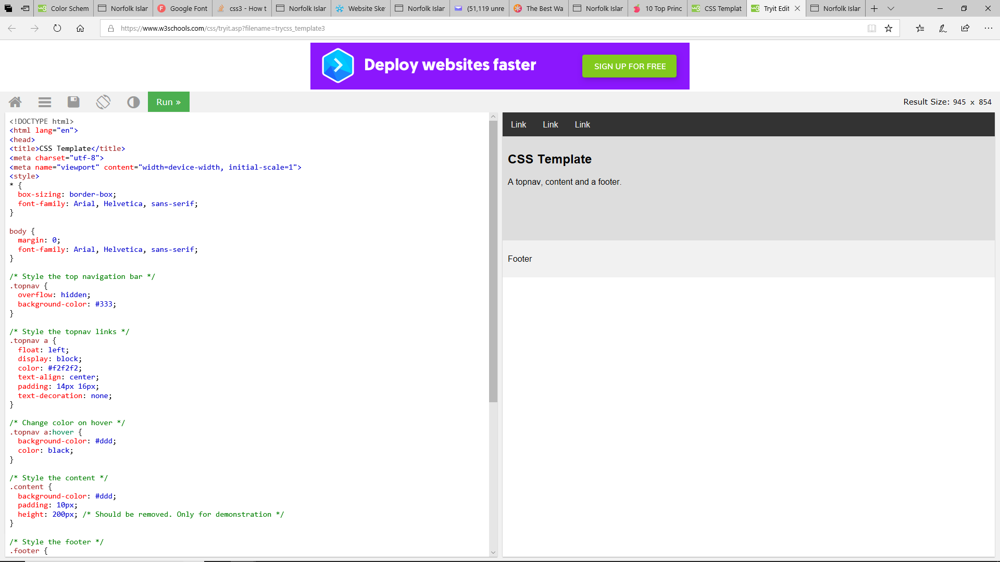 Color Schem
Norfolk Islar
Google Font
css3 - How t
Norfolk Islar
Website Ske
Norfolk Islar
(51,119 unre
The Best Wa
Norfolk Islar
10 Top Princ
CSS Templat
Tryit Edit
Norfolk Islar
https://www.w3schools.com/css/tryit.asp?filename=trycss_template3
Deploy websites faster
SIGN UP FOR FREE
Run »
Result Size: 945 x 854
<!DOCTYPE html>
<html lang="en">
<head>
<title>CSS Template</title>
<meta charset="utf-8">
<meta name="viewport" content="width=device-width, initial-scale=1">
<style>
* {
  box-sizing: border-box;
  font-family: Arial, Helvetica, sans-serif;
}

body {
  margin: 0;
  font-family: Arial, Helvetica, sans-serif;
}

/* Style the top navigation bar */
.topnav {
  overflow: hidden;
  background-color: #333;
}

/* Style the topnav links */
.topnav a {
  float: left;
  display: block;
  color: #f2f2f2;
  text-align: center;
  padding: 14px 16px;
  text-decoration: none;
}

/* Change color on hover */
.topnav a:hover {
  background-color: #ddd;
  color: black;
}

/* Style the content */
.content {
  background-color: #ddd;
  padding: 10px;
  height: 200px; /* Should be removed. Only for demonstration */
}

/* Style the footer */
.footer {
Link Link Link
CSS Template
A topnav, content and a footer.
Footer